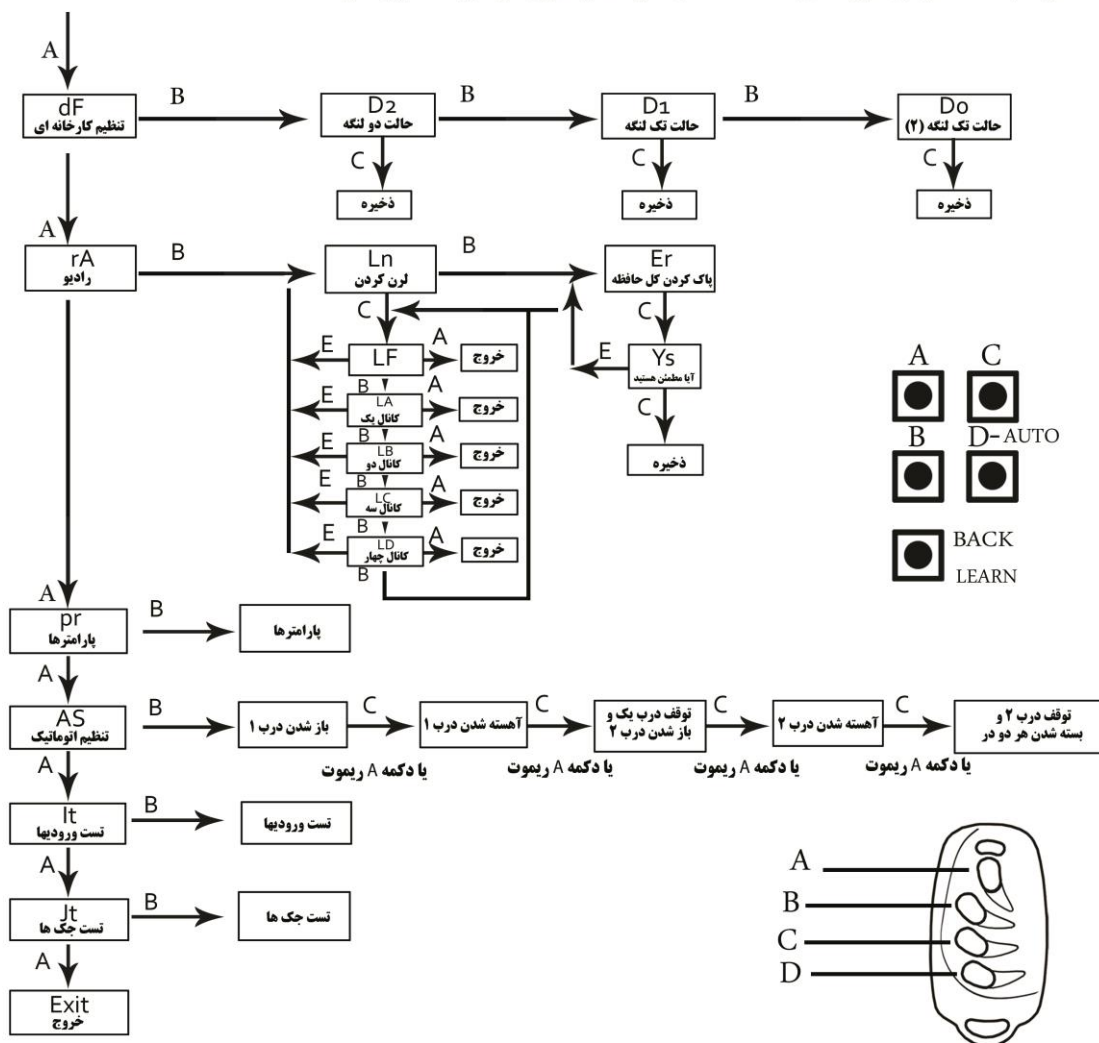 A
dF
تنظیم کارخانه ای
B
D2
حالت دو لنگه
B
D1
حالت تک لنگه
B
Do
حالت تک لنگه (۲)
C
ذخیره
C
ذخیره
C
ذخیره
A
rA
رادیو
B
Ln
لرن کردن
B
Er
پاک کردن کل حافظه
C
C
E
LF
A
خروج
B
E
LA
کانال یک
A
خروج
B
E
LB
کانال دو
A
خروج
B
E
LC
کانال سه
A
خروج
B
E
LD
کانال چهار
A
خروج
B
E
Ys
آیا مطمئن هستید
C
ذخیره
A
C
B
D- AUTO
BACK
LEARN
A
pr
پارامترها
B
پارامترها
A
AS
تنظیم اتوماتیک
B
باز شدن درب 1
C
یا دکمه A ریموت
آهسته شدن درب 1
C
یا دکمه A ریموت
توقف درب یک و
باز شدن درب ۲
C
یا دکمه A ریموت
آهسته شدن درب ۲
C
یا دکمه A ریموت
توقف درب ۲ و
بسته شدن هر دو در
A
It
تست ورودیها
B
تست ورودیها
A
Jt
تست جک ها
B
تست جک ها
A
Exit
خروج
A
B
C
D